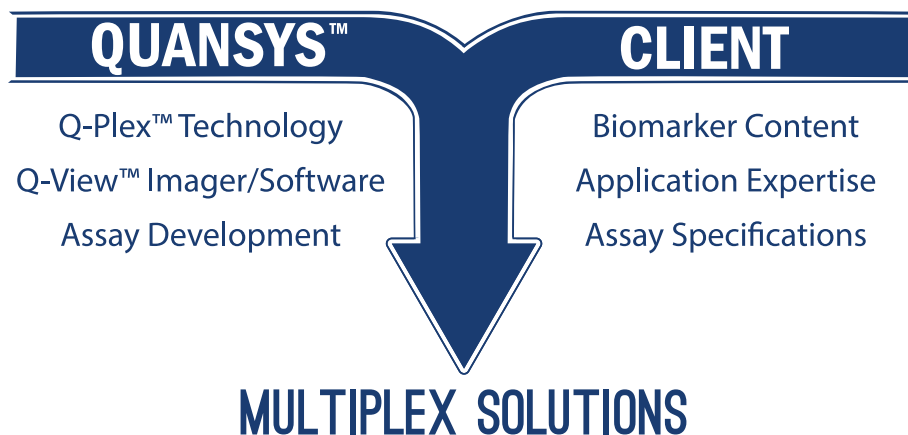 QUANSYS™
CLIENT
Q-Plex™ Technology
Q-View™ Imager/Software
Assay Development
Biomarker Content
Application Expertise
Assay Specifications
MULTIPLEX SOLUTIONS